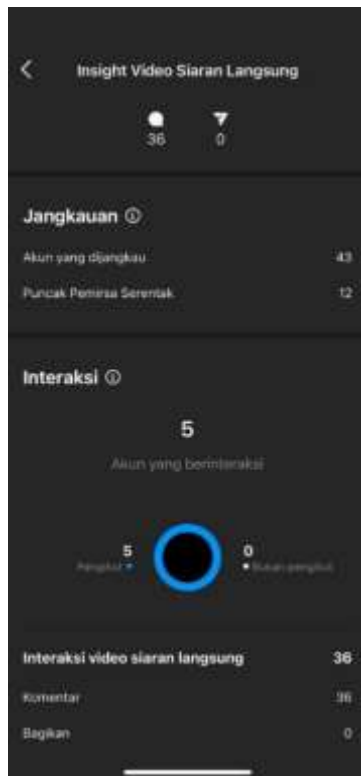 Insight Video Siaran Langsung
36 0
Jangkauan
Akun yang dijangkau 43
Puncak Pemirsa Serentak 12
Interaksi
5
Akun yang berinteraksi
5 0
Pengikut Bukan pengikut
Interaksi video siaran langsung 36
Komentar 36
Bagikan 0